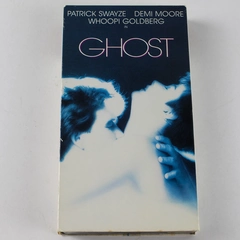 PATRICK SWAYZE DEMI MOORE
WHOOPI GOLDBERG
GHOST